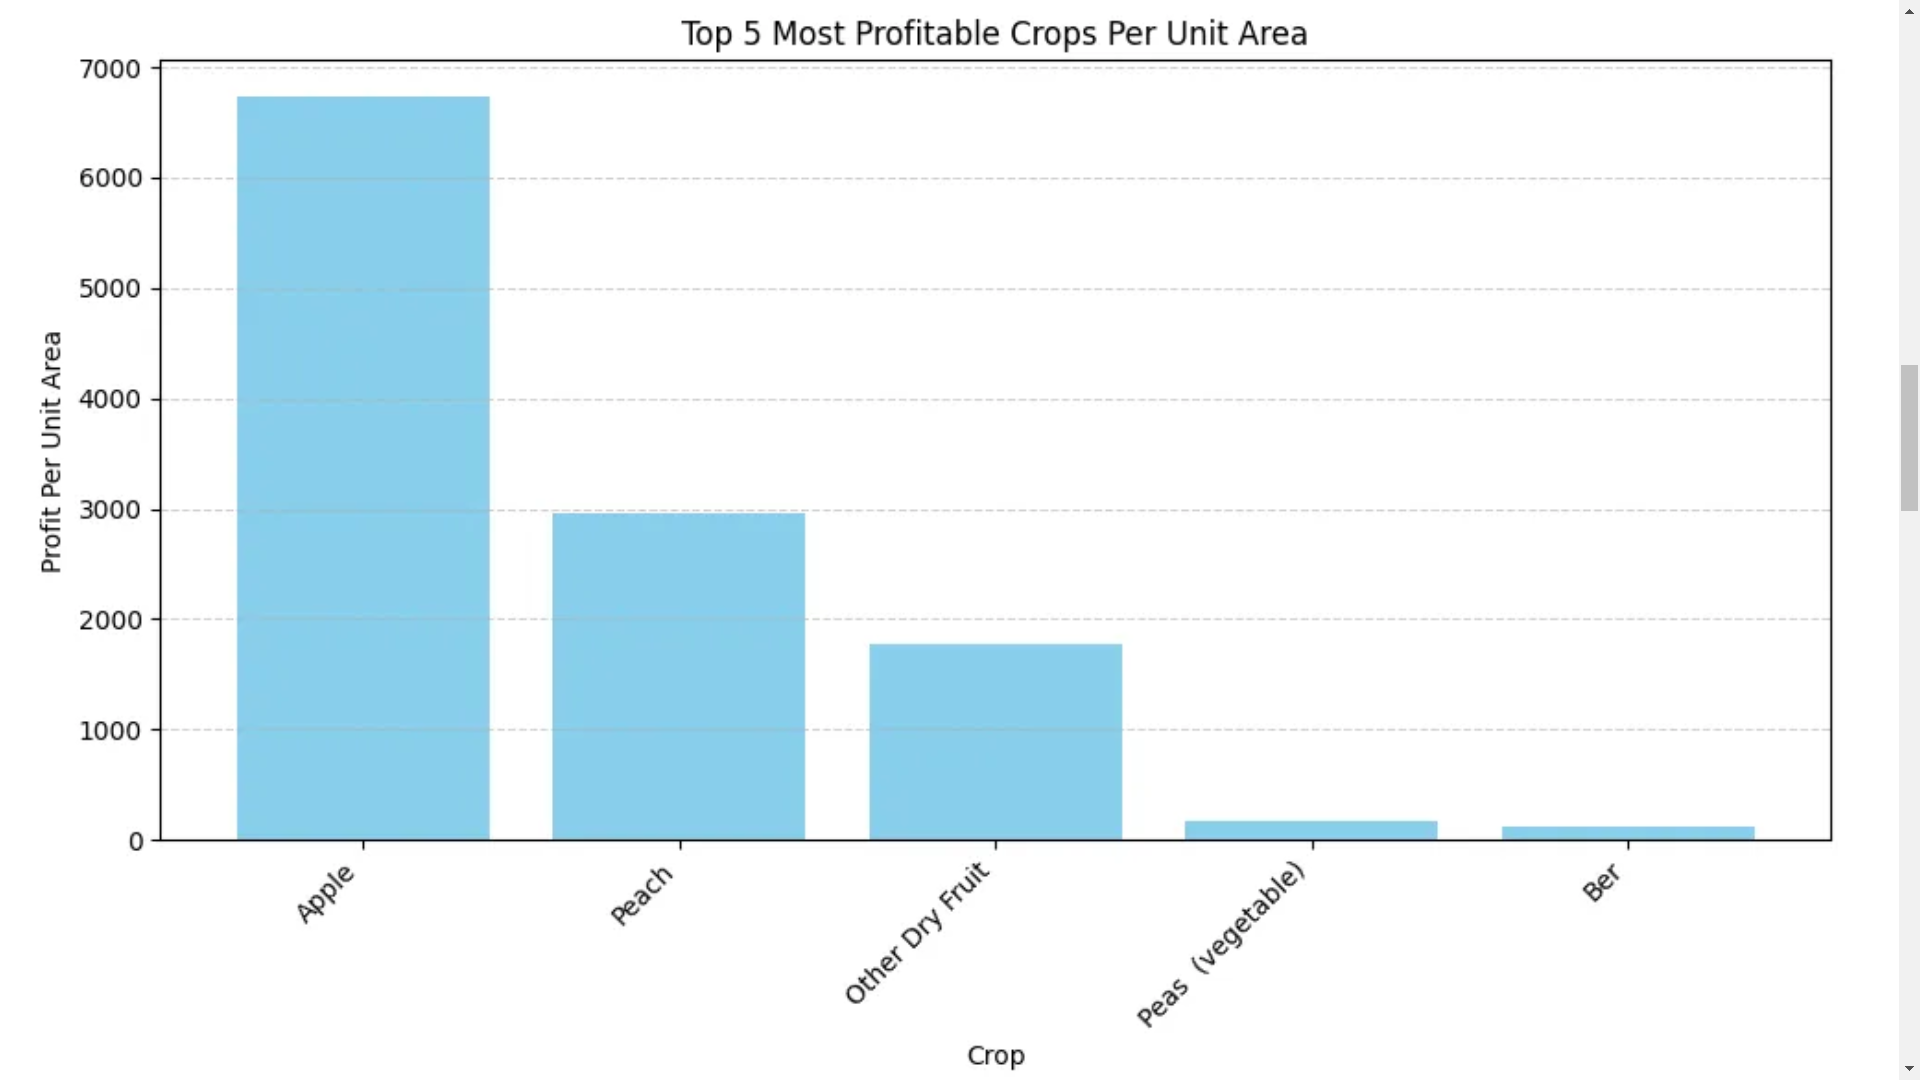 Top 5 Most Profitable Crops Per Unit Area
7000
6000
5000
4000
3000
2000
1000
0
Profit Per Unit Area
Apple
Peach
Other Dry Fruit
Peas  (vegetable)
Ber
Crop